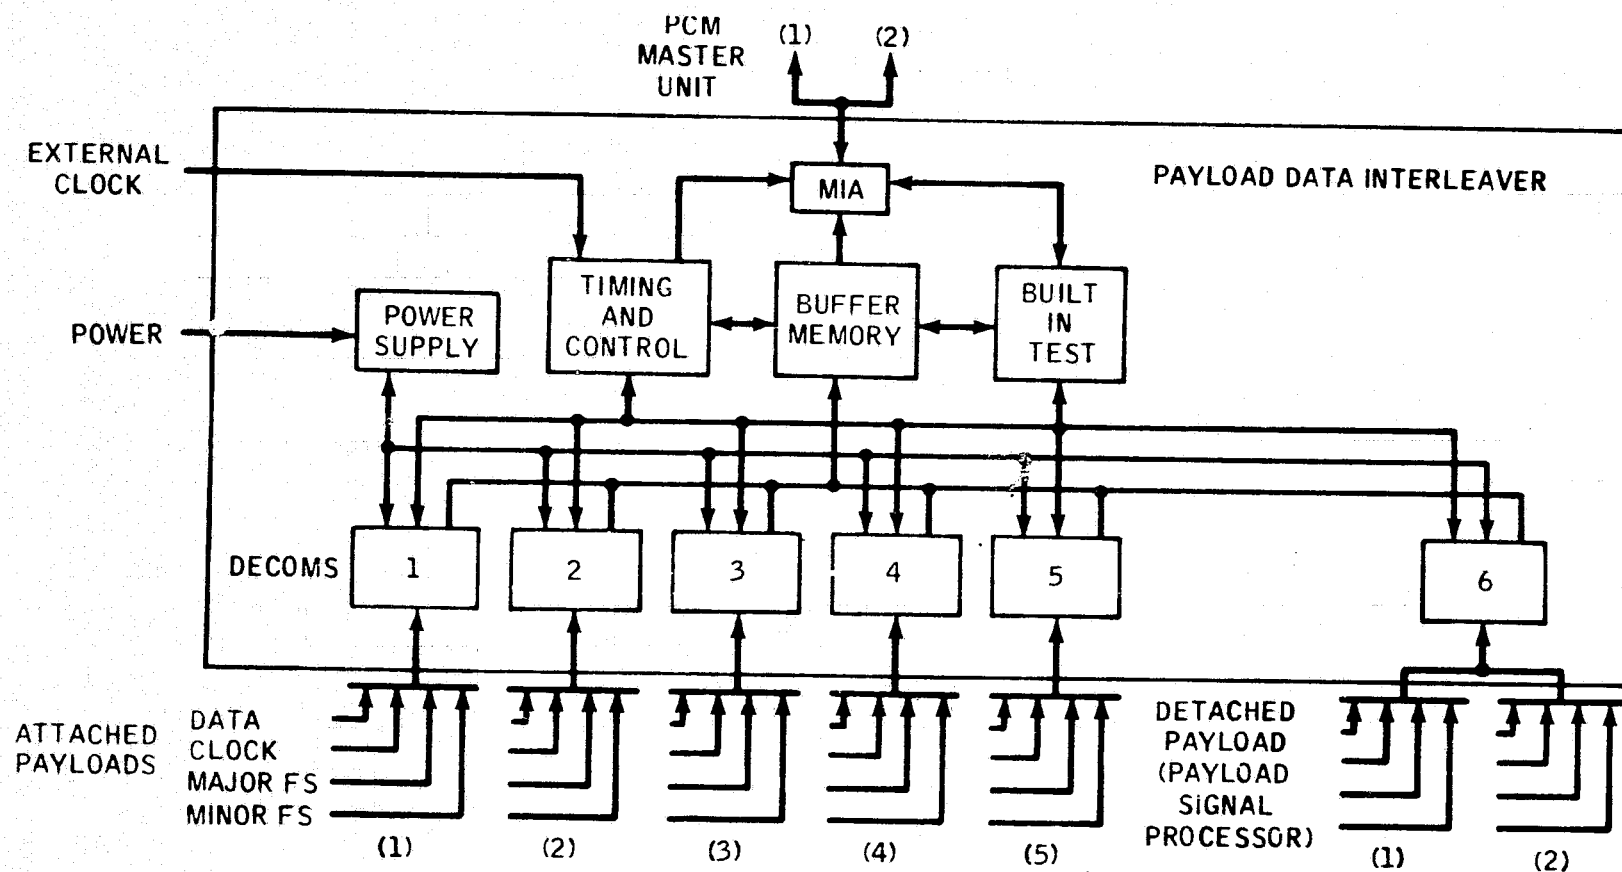 PCM
MASTER
UNIT
(1)
(2)
EXTERNAL
CLOCK
MIA
PAYLOAD DATA INTERLEAVER
POWER
POWER
SUPPLY
TIMING
AND
CONTROL
BUFFER
MEMORY
BUILT
IN
TEST
DECOMS
1
2
3
4
5
6
ATTACHED
PAYLOADS
DATA
CLOCK
MAJOR FS
MINOR FS
(1)
(2)
(3)
(4)
(5)
DETACHED
PAYLOAD
(PAYLOAD
SIGNAL
PROCESSOR)
(1)
(2)